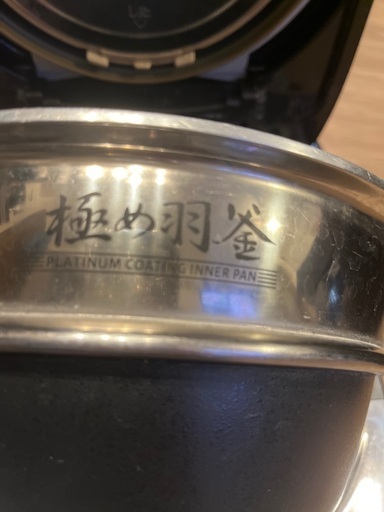 極め羽釜
PLATINUM COATING INNER PAN